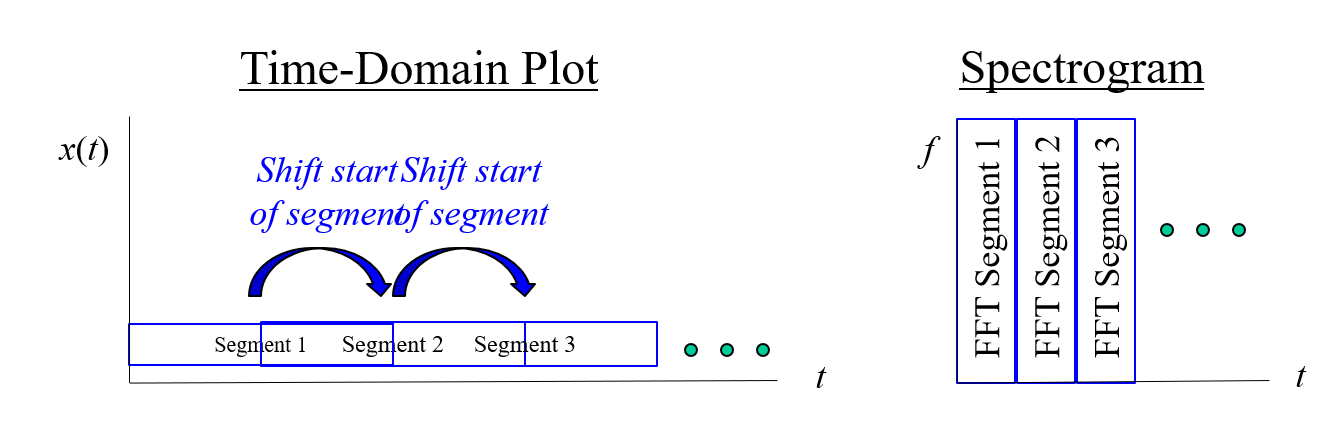 Time-Domain Plot
x(t)
Shift start
of segment
Shift start
of segment
Segment 1
Segment 2
Segment 3
t
Spectrogram
f
FFT Segment 1
FFT Segment 2
FFT Segment 3
t